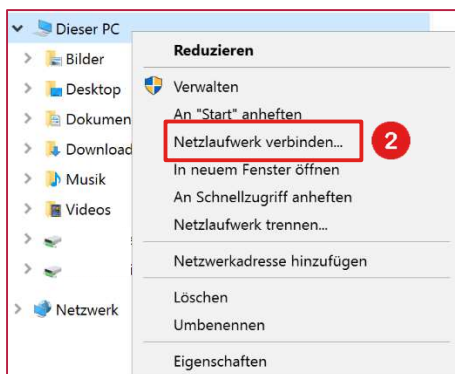 Dieser PC
Bilder
Desktop
Dokumen
Download
Musik
Videos
Netzwerk
Reduzieren
Verwalten
An "Start" anheften
Netzlaufwerk verbinden...
2
In neuem Fenster öffnen
An Schnellzugriff anheften
Netzlaufwerk trennen...
Netzwerkadresse hinzufügen
Löschen
Umbenennen
Eigenschaften